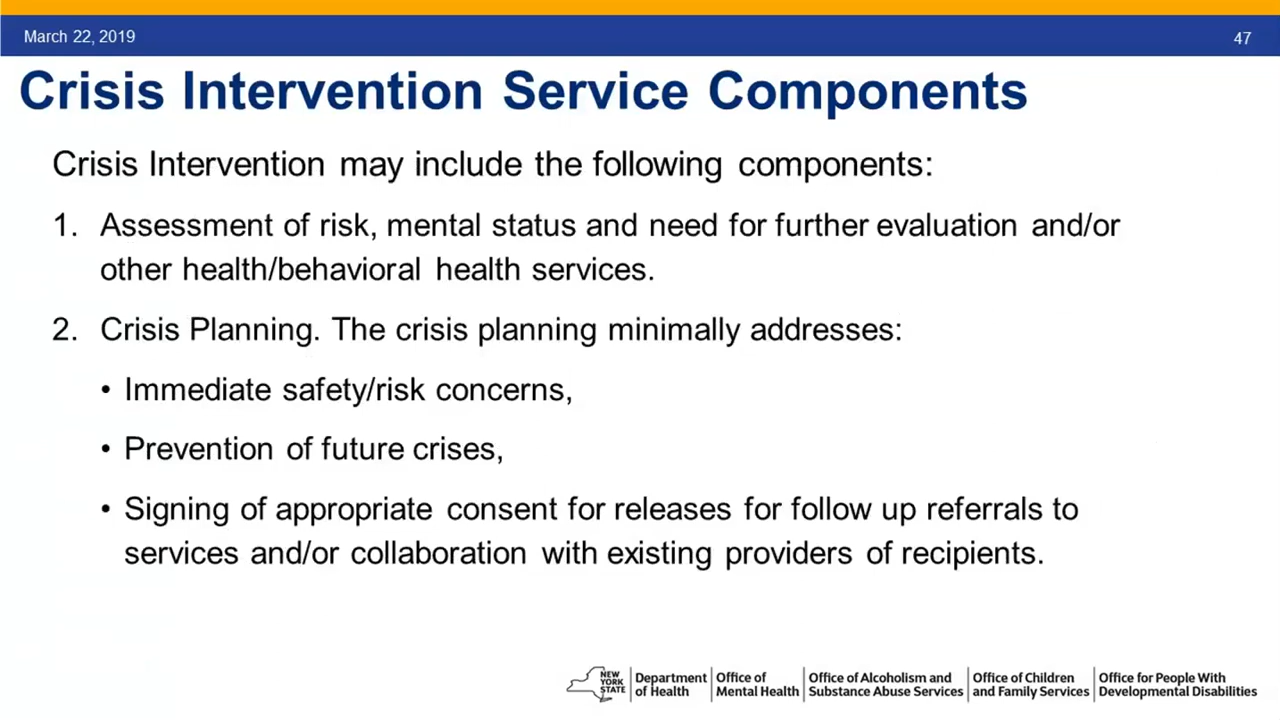 March 22, 2019
47
Crisis Intervention Service Components
Crisis Intervention may include the following components:
1. Assessment of risk, mental status and need for further evaluation and/or
other health/behavioral health services.
2. Crisis Planning. The crisis planning minimally addresses:
• Immediate safety/risk concerns,
• Prevention of future crises,
• Signing of appropriate consent for releases for follow up referrals to
services and/or collaboration with existing providers of recipients.
NEW
YORK
STATE
Department
of Health
Office of
Mental Health
Office of Alcoholism and
Substance Abuse Services
Office of Children
and Family Services
Office for People With
Developmental Disabilities